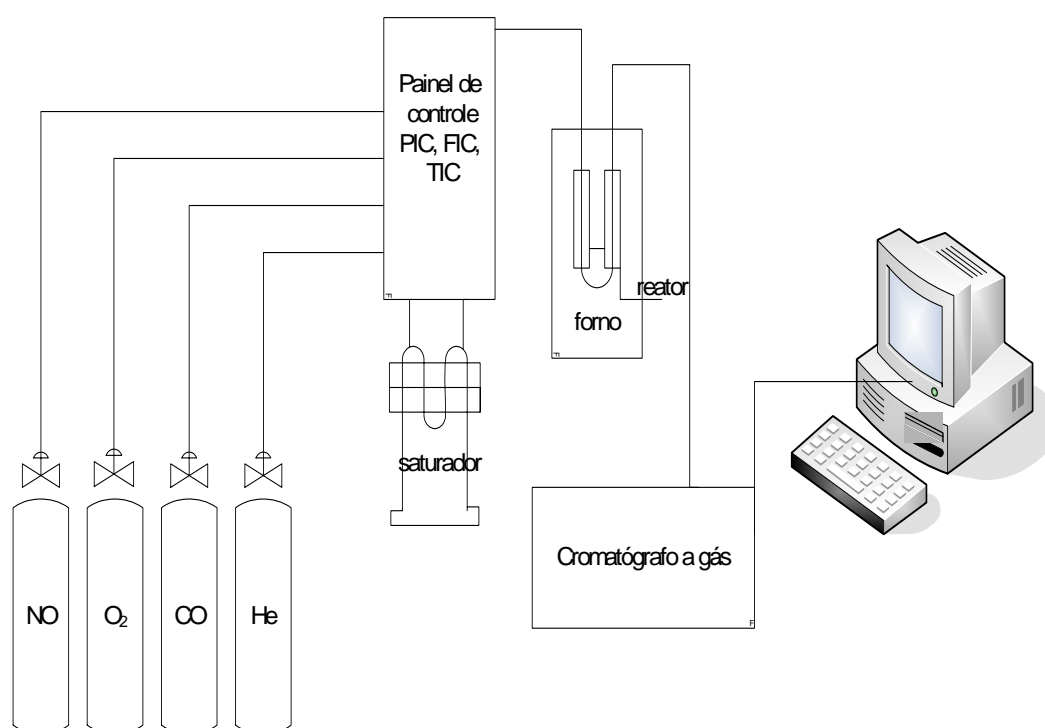 Painel de
controle
PIC, FIC,
TIC
reator
forno
saturador
Cromatógrafo a gás
NO
O₂
CO
He